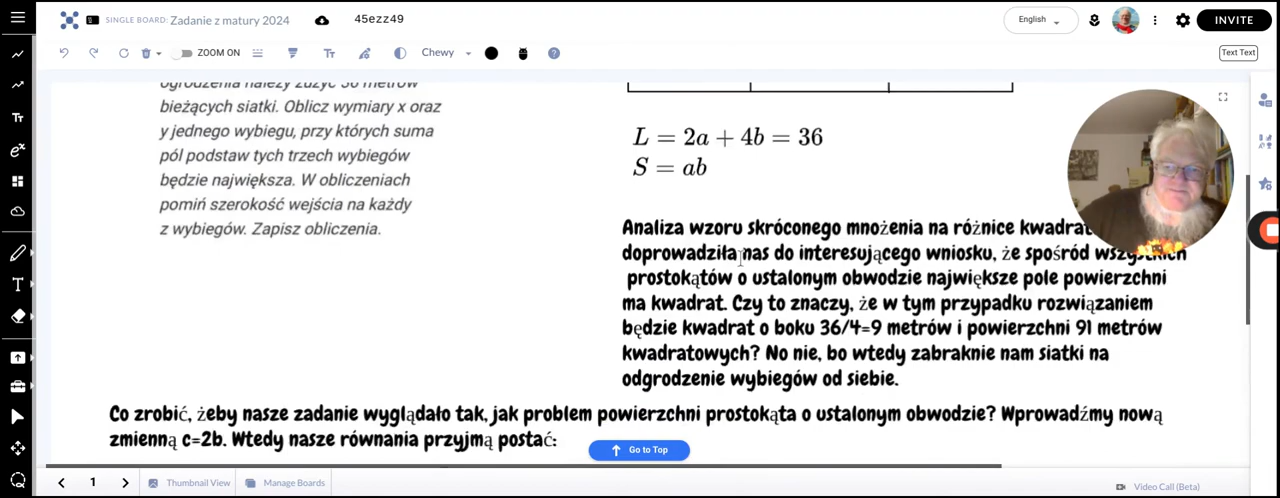 SINGLE BOARD: Zadanie z matury 2024
45ezz49
English
INVITE
ZOOM ON
Tт
Chewy
Text Text
ogrodzenia należy zużyć 36 metrów
bieżących siatki. Oblicz wymiary x oraz
y jednego wybiegu, przy których suma
pól podstaw tych trzech wybiegów
będzie największa. W obliczeniach
pomiń szerokość wejścia na każdy
z wybiegów. Zapisz obliczenia.
L = 2a + 4b = 36
S = ab
Analiza wzoru skróconego mnożenia na różnice kwadrat
doprowadziła nas do interesującego wniosku, że spośród wszystkich
prostokątów o ustalonym obwodzie największe pole powierzchni
ma kwadrat. Czy to znaczy, że w tym przypadku rozwiązaniem
będzie kwadrat o boku 36/4=9 metrów i powierzchni 91 metrów
kwadratowych? No nie, bo wtedy zabraknie nam siatki na
odgrodzenie wybiegów od siebie.
Co zrobić, żeby nasze zadanie wyglądało tak, jak problem powierzchni prostokąta o ustalonym obwodzie? Wprowadźmy nową
zmienną c=2b. Wtedy nasze równania przyjmą postać:
Go to Top
1
Thumbnail View
Manage Boards
Video Call (Beta)